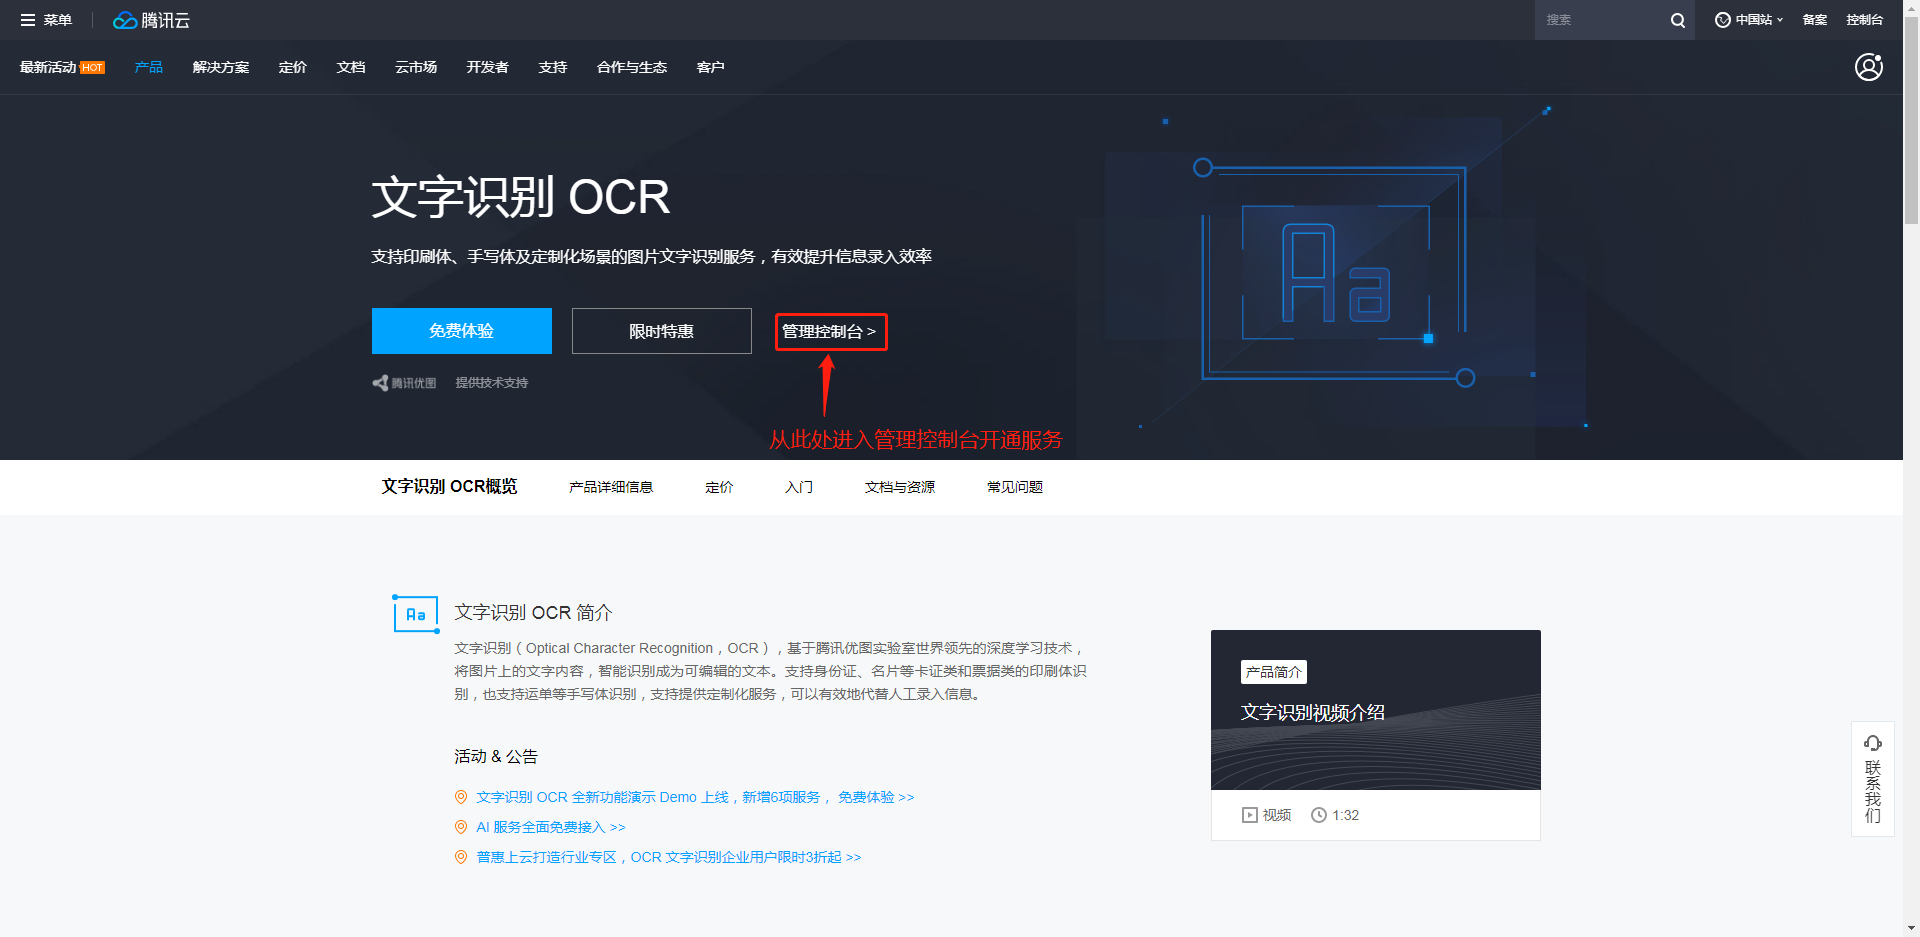 菜单 腾讯云 搜索 中国站 备案 控制台
最新活动 HOT 产品 解决方案 定价 文档 云市场 开发者 支持 合作与生态 客户
文字识别 OCR
支持印刷体、手写体及定制化场景的图片文字识别服务，有效提升信息录入效率
免费体验 限时特惠 管理控制台 >
腾讯优图 提供技术支持
从此处进入管理控制台开通服务
Aa
文字识别 OCR概览 产品详细信息 定价 入门 文档与资源 常见问题
Aa 文字识别 OCR 简介
文字识别（Optical Character Recognition，OCR），基于腾讯优图实验室世界领先的深度学习技术，
将图片上的文字内容，智能识别成为可编辑的文本。支持身份证、名片等卡证类和票据类的印刷体识
别，也支持运单等手写体识别，支持提供定制化服务，可以有效地代替人工录入信息。
活动 & 公告
文字识别 OCR 全新功能演示 Demo 上线，新增6项服务， 免费体验 >>
AI 服务全面免费接入 >>
普惠上云打造行业专区，OCR 文字识别企业用户限时3折起 >>
产品简介
文字识别视频介绍
视频 1:32
联系我们